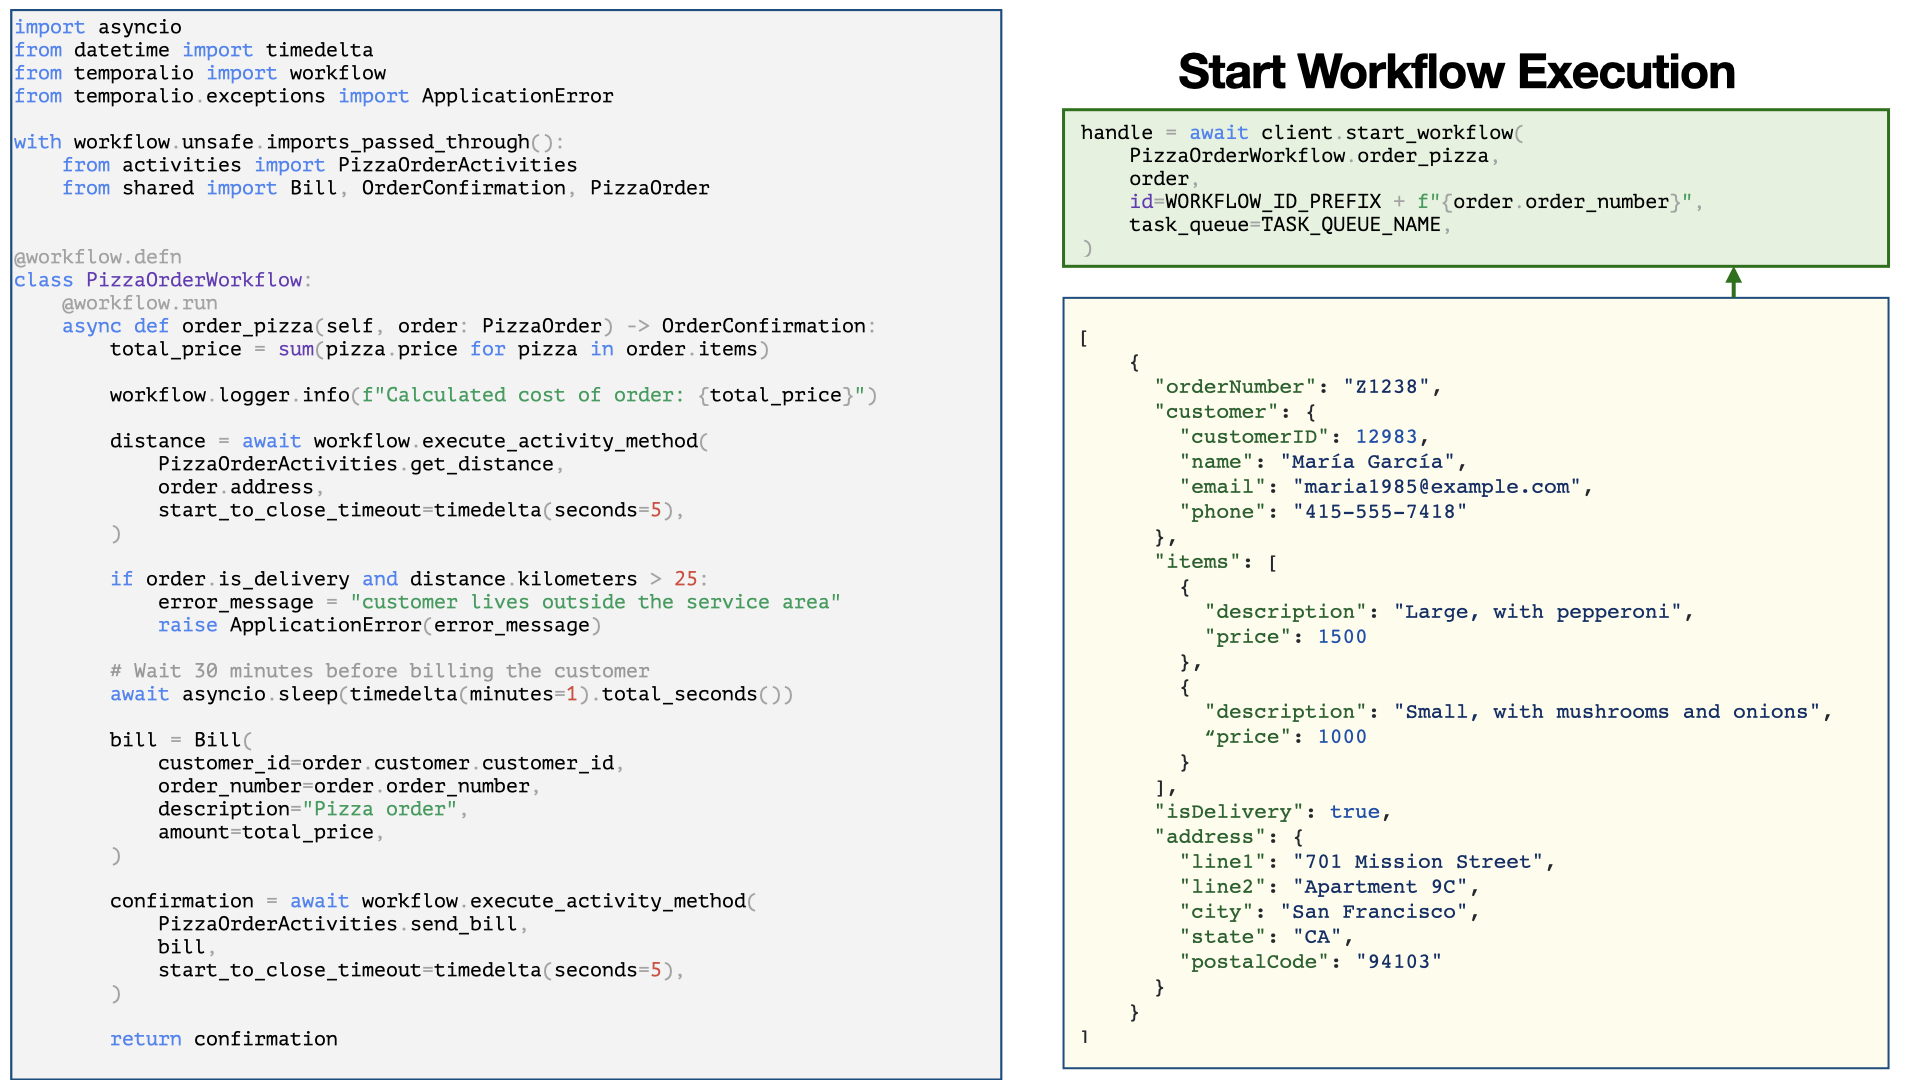 import asyncio
from datetime import timedelta
from temporalio import workflow
from temporalio.exceptions import ApplicationError

with workflow.unsafe.imports_passed_through():
    from activities import PizzaOrderActivities
    from shared import Bill, OrderConfirmation, PizzaOrder

@workflow.defn
class PizzaOrderWorkflow:
    @workflow.run
    async def order_pizza(self, order: PizzaOrder) -> OrderConfirmation:
        total_price = sum(pizza.price for pizza in order.items)

        workflow.logger.info(f"Calculated cost of order: {total_price}")

        distance = await workflow.execute_activity_method(
            PizzaOrderActivities.get_distance,
            order.address,
            start_to_close_timeout=timedelta(seconds=5),
        )

        if order.is_delivery and distance.kilometers > 25:
            error_message = "customer lives outside the service area"
            raise ApplicationError(error_message)

        # Wait 30 minutes before billing the customer
        await asyncio.sleep(timedelta(minutes=1).total_seconds())

        bill = Bill(
            customer_id=order.customer.customer_id,
            order_number=order.order_number,
            description="Pizza order",
            amount=total_price,
        )

        confirmation = await workflow.execute_activity_method(
            PizzaOrderActivities.send_bill,
            bill,
            start_to_close_timeout=timedelta(seconds=5),
        )

        return confirmation

Start Workflow Execution

handle = await client.start_workflow(
    PizzaOrderWorkflow.order_pizza,
    order,
    id=WORKFLOW_ID_PREFIX + f"{order.order_number}",
    task_queue=TASK_QUEUE_NAME,
)

[
    {
      "orderNumber": "Z1238",
      "customer": {
        "customerID": 12983,
        "name": "María García",
        "email": "maria1985@example.com",
        "phone": "415-555-7418"
      },
      "items": [
        {
          "description": "Large, with pepperoni",
          "price": 1500
        },
        {
          "description": "Small, with mushrooms and onions",
          “price": 1000
        }
      ],
      "isDelivery": true,
      "address": {
        "line1": "701 Mission Street",
        "line2": "Apartment 9C",
        "city": "San Francisco",
        "state": "CA",
        "postalCode": "94103"
      }
    }
]